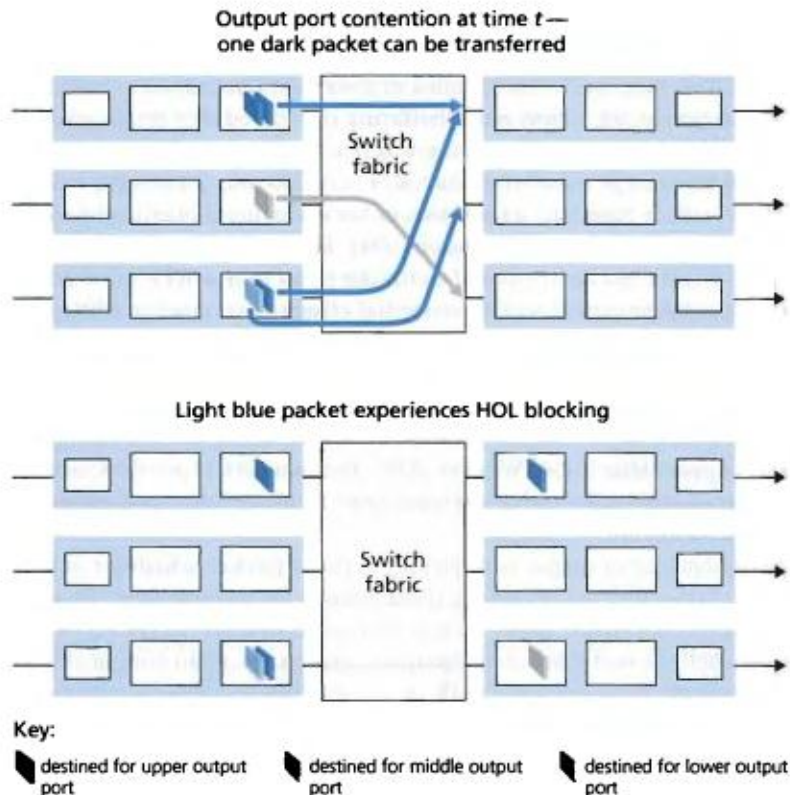 Output port contention at time t—
one dark packet can be transferred
Switch
fabric
Light blue packet experiences HOL blocking
Switch
fabric
Key:
destined for upper output
port
destined for middle output
port
destined for lower output
port